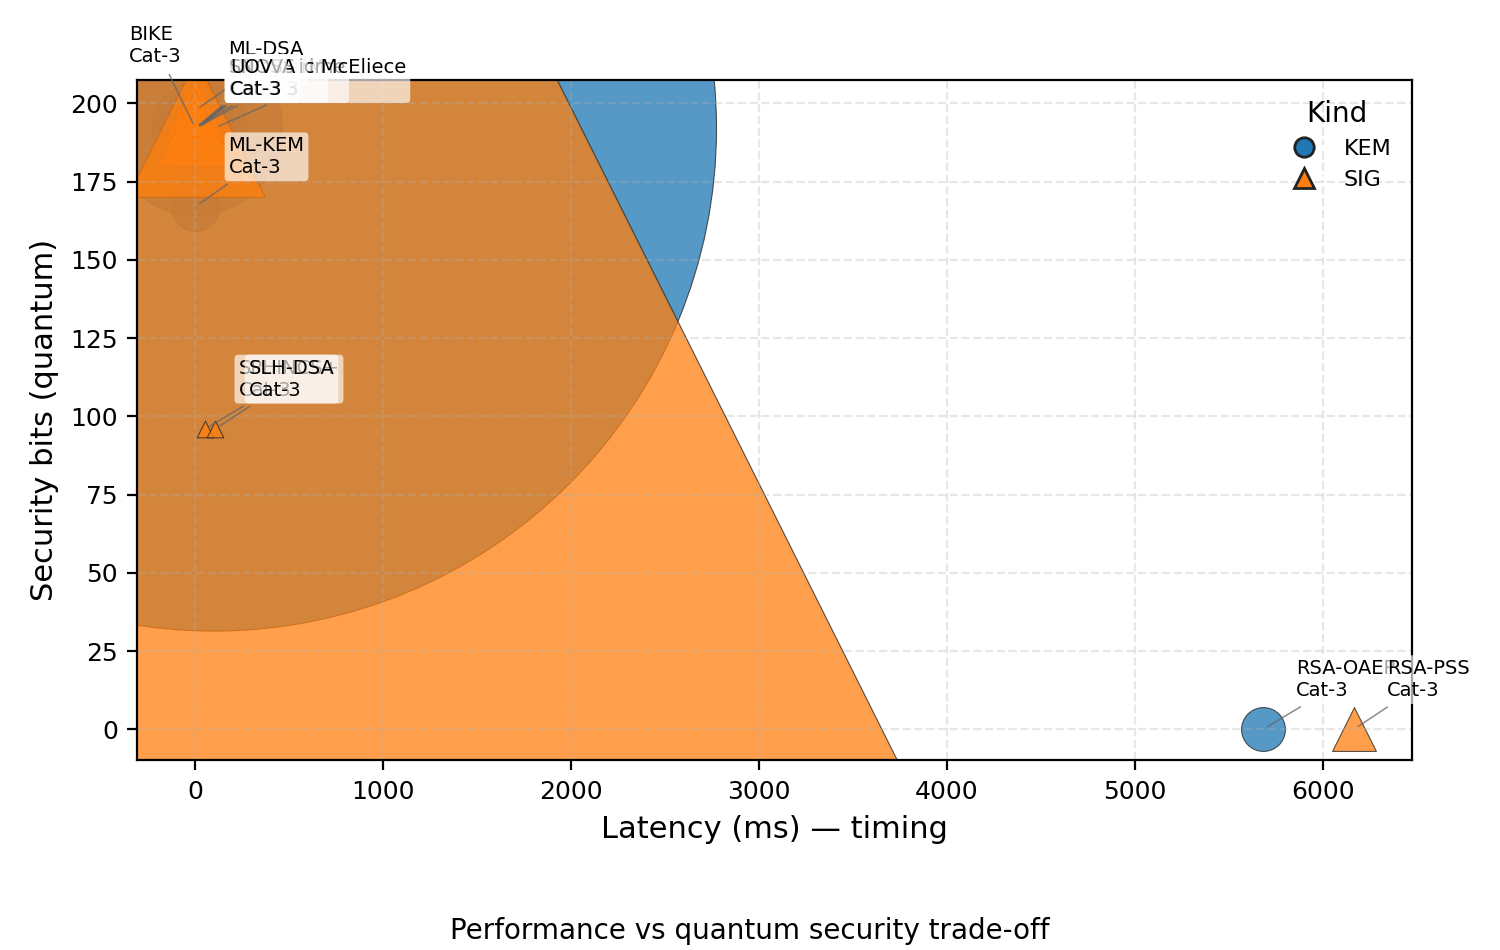 BIKE
Cat-3
ML-DSA
UOV
McEliece
Cat-3
ML-KEM
Cat-3
SLH-DSA
Cat-3
RSA-OAEP
Cat-3
RSA-PSS
Cat-3
Kind
KEM
SIG
200
175
150
125
100
75
50
25
0
Security bits (quantum)
0
1000
2000
3000
4000
5000
6000
Latency (ms) — timing
Performance vs quantum security trade-off